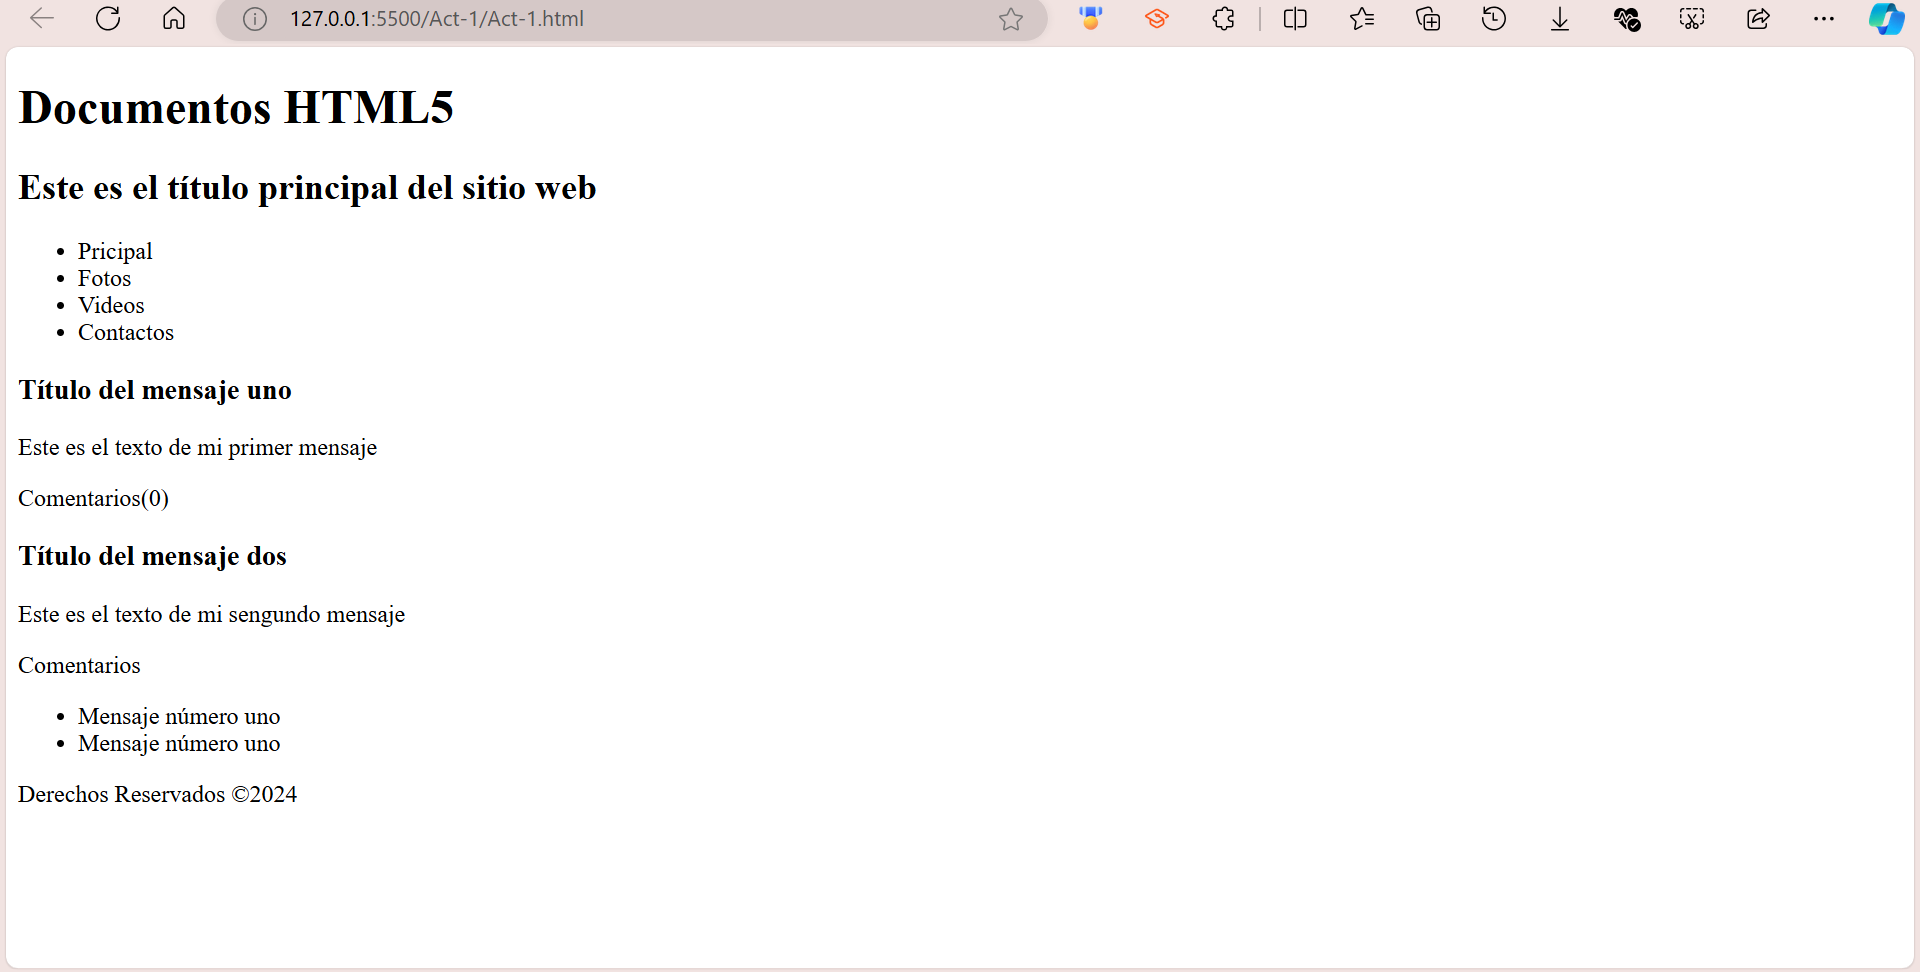 127.0.0.1:5500/Act-1/Act-1.html
Documentos HTML5
Este es el título principal del sitio web
Pricipal
Fotos
Videos
Contactos
Título del mensaje uno
Este es el texto de mi primer mensaje
Comentarios(0)
Título del mensaje dos
Este es el texto de mi sengundo mensaje
Comentarios
Mensaje número uno
Mensaje número uno
Derechos Reservados ©2024